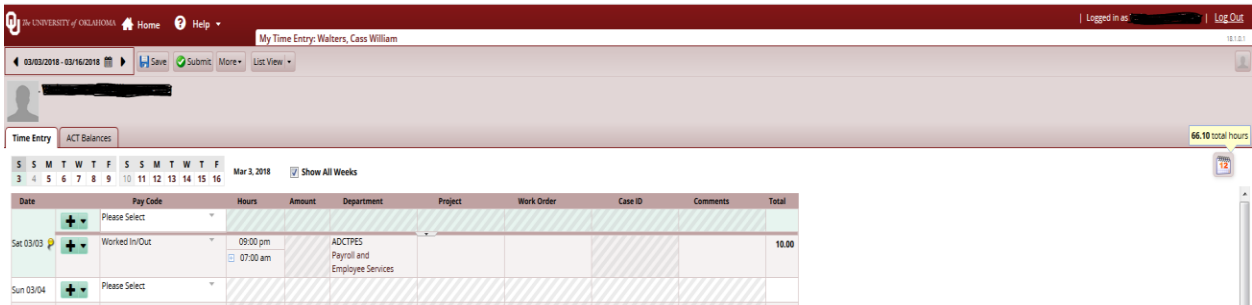 The UNIVERSITY of OKLAHOMA Home ? Help
| Logged in as | Log Out
My Time Entry: Walters, Cass William
18.1.0.1
03/03/2018 - 03/16/2018 Save Submit More List View
Time Entry ACT Balances
66.10 total hours
S S M T W T F S S M T W T F
3 4 5 6 7 8 9 10 11 12 13 14 15 16
Mar 3, 2018 Show All Weeks
12
Date Pay Code Hours Amount Department Project Work Order Case ID Comments Total
Please Select
Sat 03/03 Worked In/Out 09:00 pm ADCTPES 10.00
07:00 am Payroll and
Employee Services
Sun 03/04 Please Select